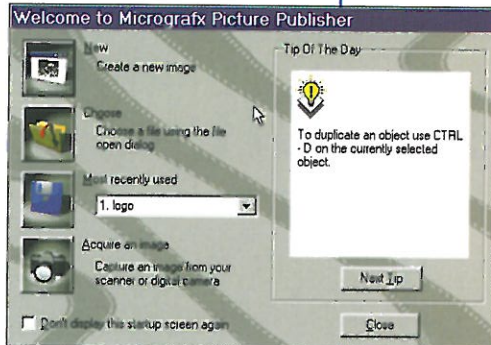 Welcome to Micrografx Picture Publisher
New
Create a new image
Choose
Choose a file using the file
open dialog
Most recently used
1. logo
Acquire an image
Capture an image from your
scanner or digital camera
Don't display this startup screen again
Tip Of The Day
To duplicate an object use CTRL
- D on the currently selected
object.
Next Tip
Close